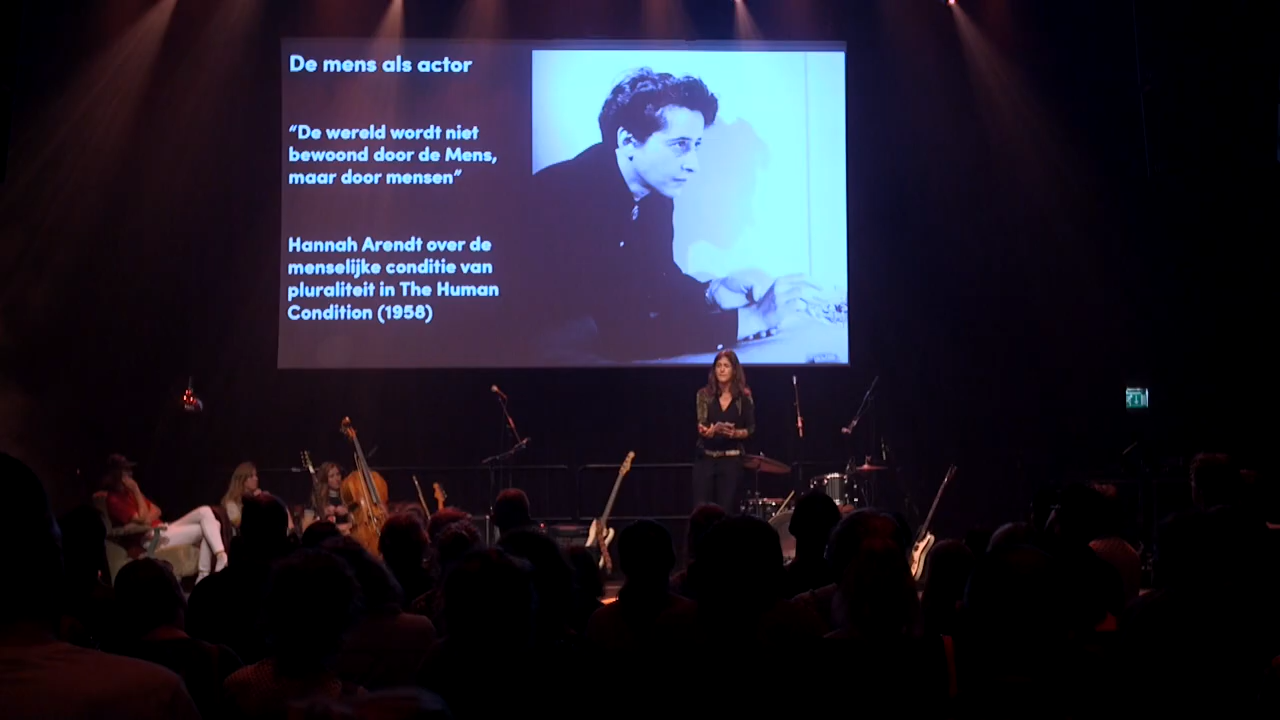 De mens als actor
“De wereld wordt niet
bewoond door de Mens,
maar door mensen”
Hannah Arendt over de
menselijke conditie van
pluraliteit in The Human
Condition (1958)